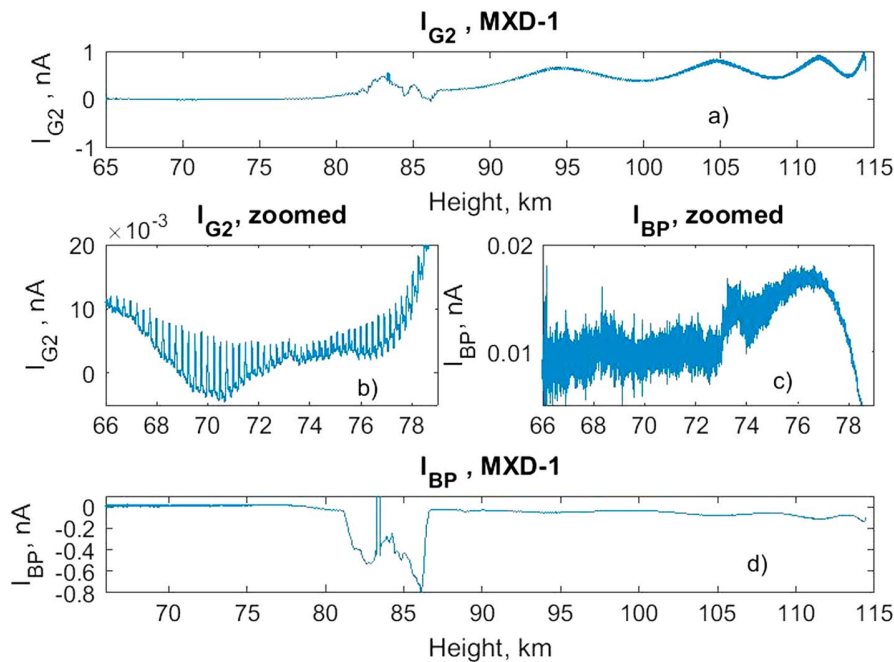 I_G2 , MXD-1
I_G2 , nA
1
0
-1
a)
65 70 75 80 85 90 95 100 105 110 115
Height, km
I_G2, zoomed
×10^-3
I_G2, nA
20
10
0
b)
66 68 70 72 74 76 78
I_BP, zoomed
I_BP, nA
0.02
0.01
c)
66 68 70 72 74 76 78
I_BP , MXD-1
I_BP, nA
0
-0.2
-0.4
-0.6
-0.8
d)
70 75 80 85 90 95 100 105 110 115
Height, km